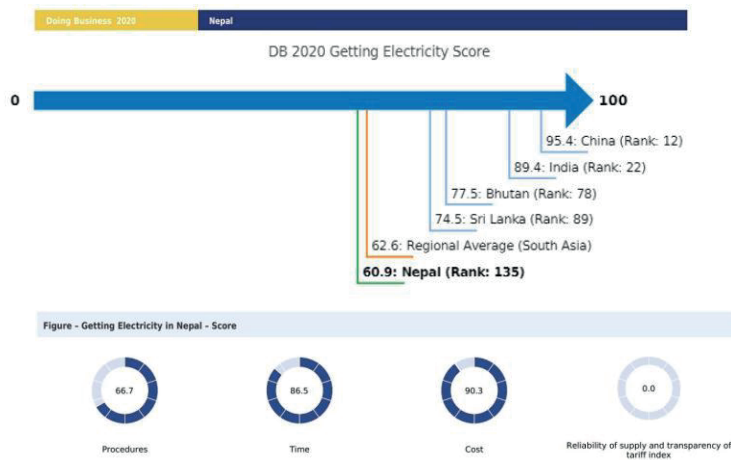 Doing Business 2020
Nepal
DB 2020 Getting Electricity Score
0
100
95.4: China (Rank: 12)
89.4: India (Rank: 22)
77.5: Bhutan (Rank: 78)
74.5: Sri Lanka (Rank: 89)
62.6: Regional Average (South Asia)
60.9: Nepal (Rank: 135)
Figure – Getting Electricity in Nepal – Score
66.7
86.5
90.3
0.0
Procedures
Time
Cost
Reliability of supply and transparency of
tariff index